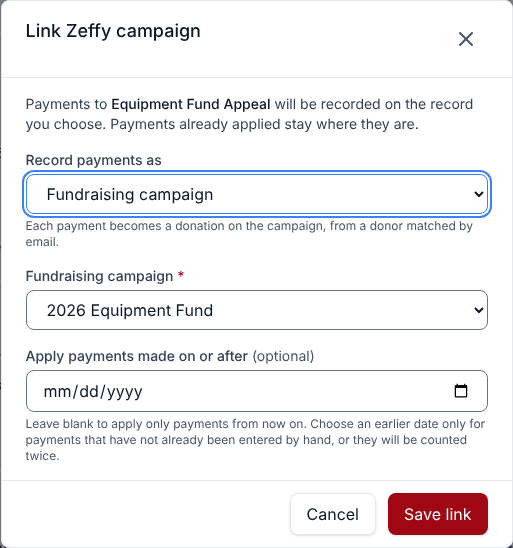 Link Zeffy campaign
Payments to Equipment Fund Appeal will be recorded on the record
you choose. Payments already applied stay where they are.
Record payments as
Fundraising campaign
Each payment becomes a donation on the campaign, from a donor matched by
email.
Fundraising campaign *
2026 Equipment Fund
Apply payments made on or after (optional)
mm/dd/yyyy
Leave blank to apply only payments from now on. Choose an earlier date only for
payments that have not already been entered by hand, or they will be counted
twice.
Cancel
Save link